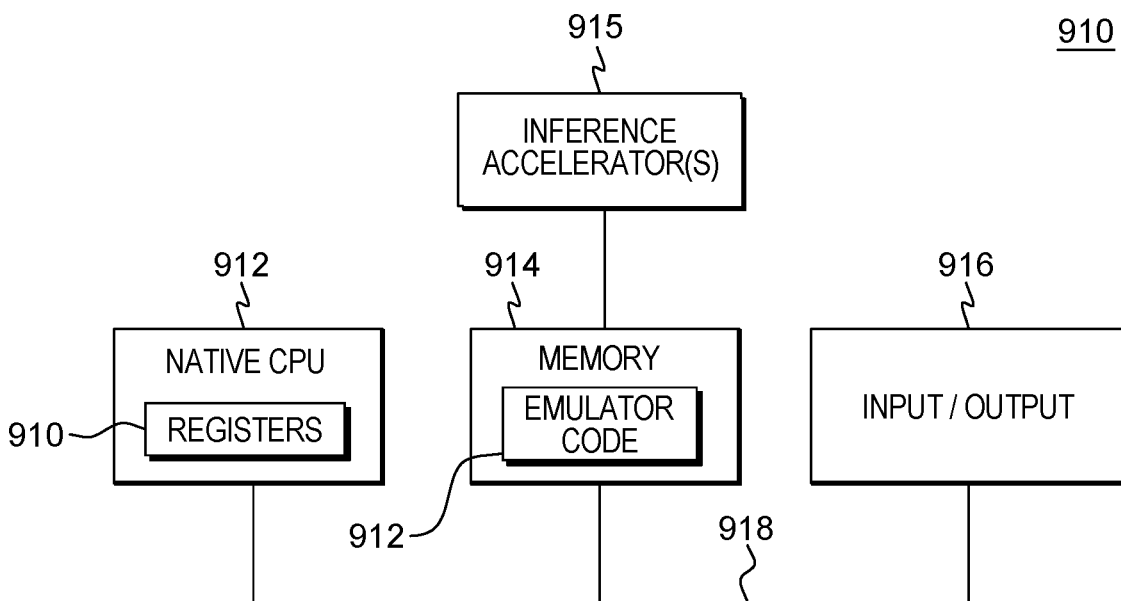 915
910
INFERENCE
ACCELERATOR(S)
912
914
916
NATIVE CPU
MEMORY
INPUT / OUTPUT
910
REGISTERS
EMULATOR
CODE
912
918